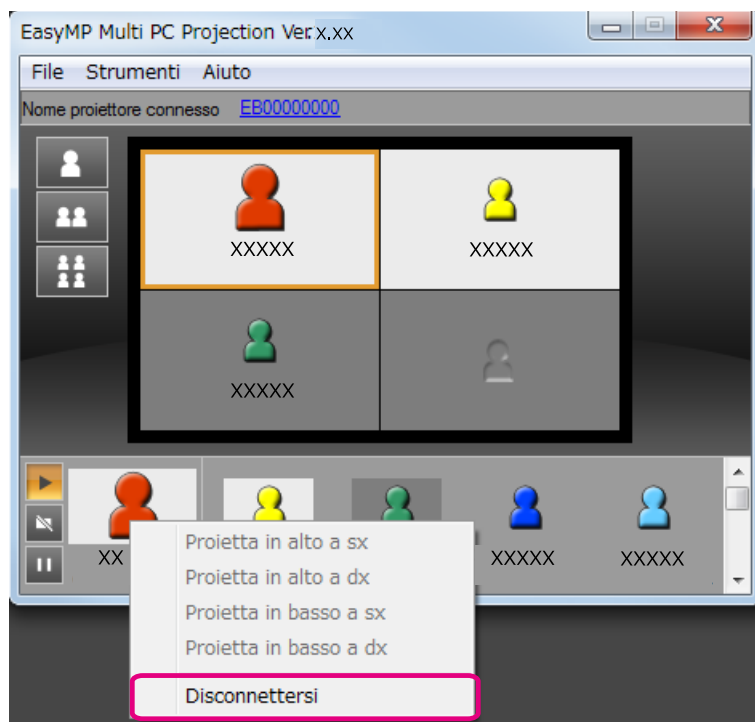 EasyMP Multi PC Projection Ver.x.xx
File Strumenti Aiuto
Nome proiettore connesso EB00000000
XXXXX XXXXX
XXXXX
XX XXXXX XXXXX
Proietta in alto a sx
Proietta in alto a dx
Proietta in basso a sx
Proietta in basso a dx
Disconnettersi